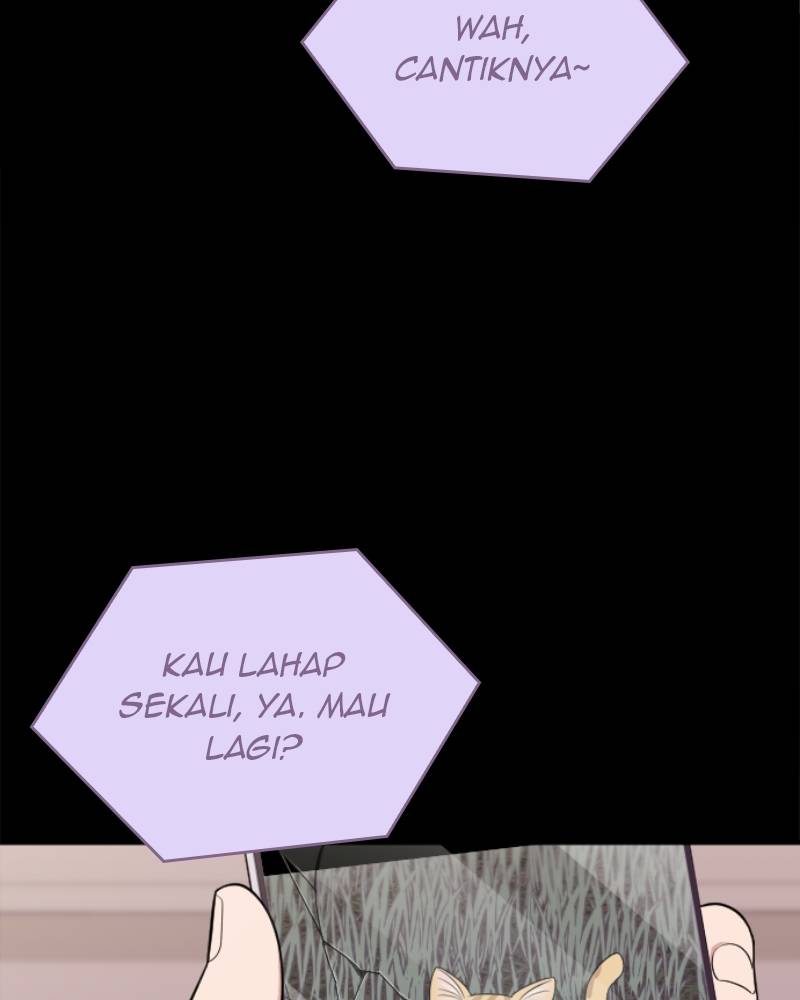 WAH,
CANTIKNYA~
KAU LAHAP
SEKALI, YA. MAU
LAGI?